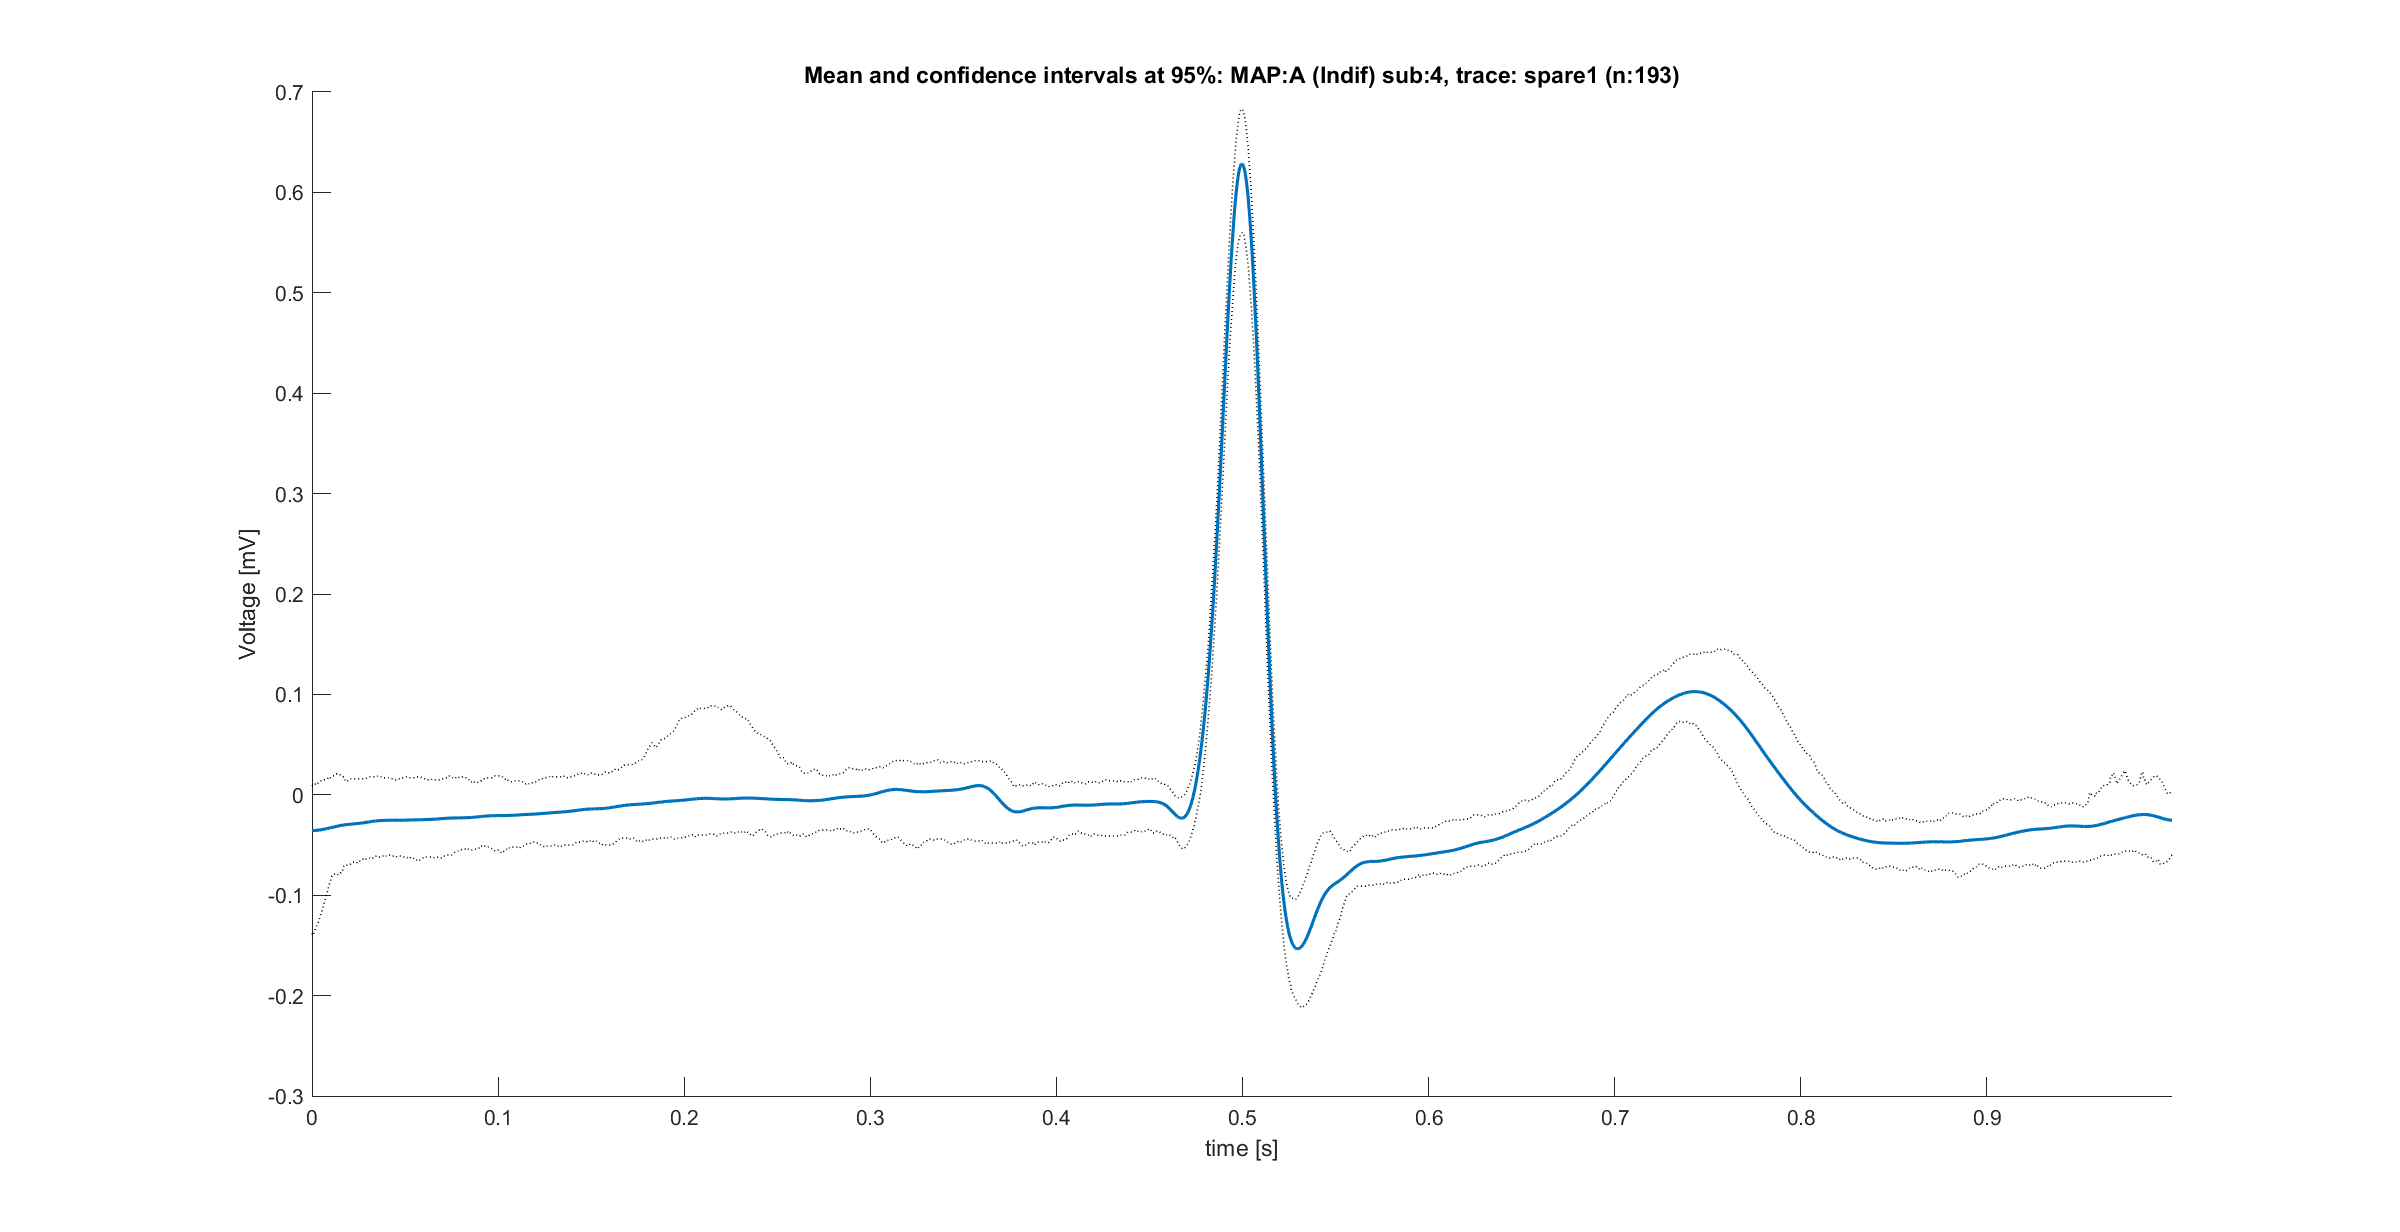 Mean and confidence intervals at 95%: MAP:A (Indif) sub:4, trace: spare1 (n:193)
0.7
0.6
0.5
0.4
0.3
0.2
0.1
0
-0.1
-0.2
-0.3
Voltage [mV]
0 0.1 0.2 0.3 0.4 0.5 0.6 0.7 0.8 0.9
time [s]